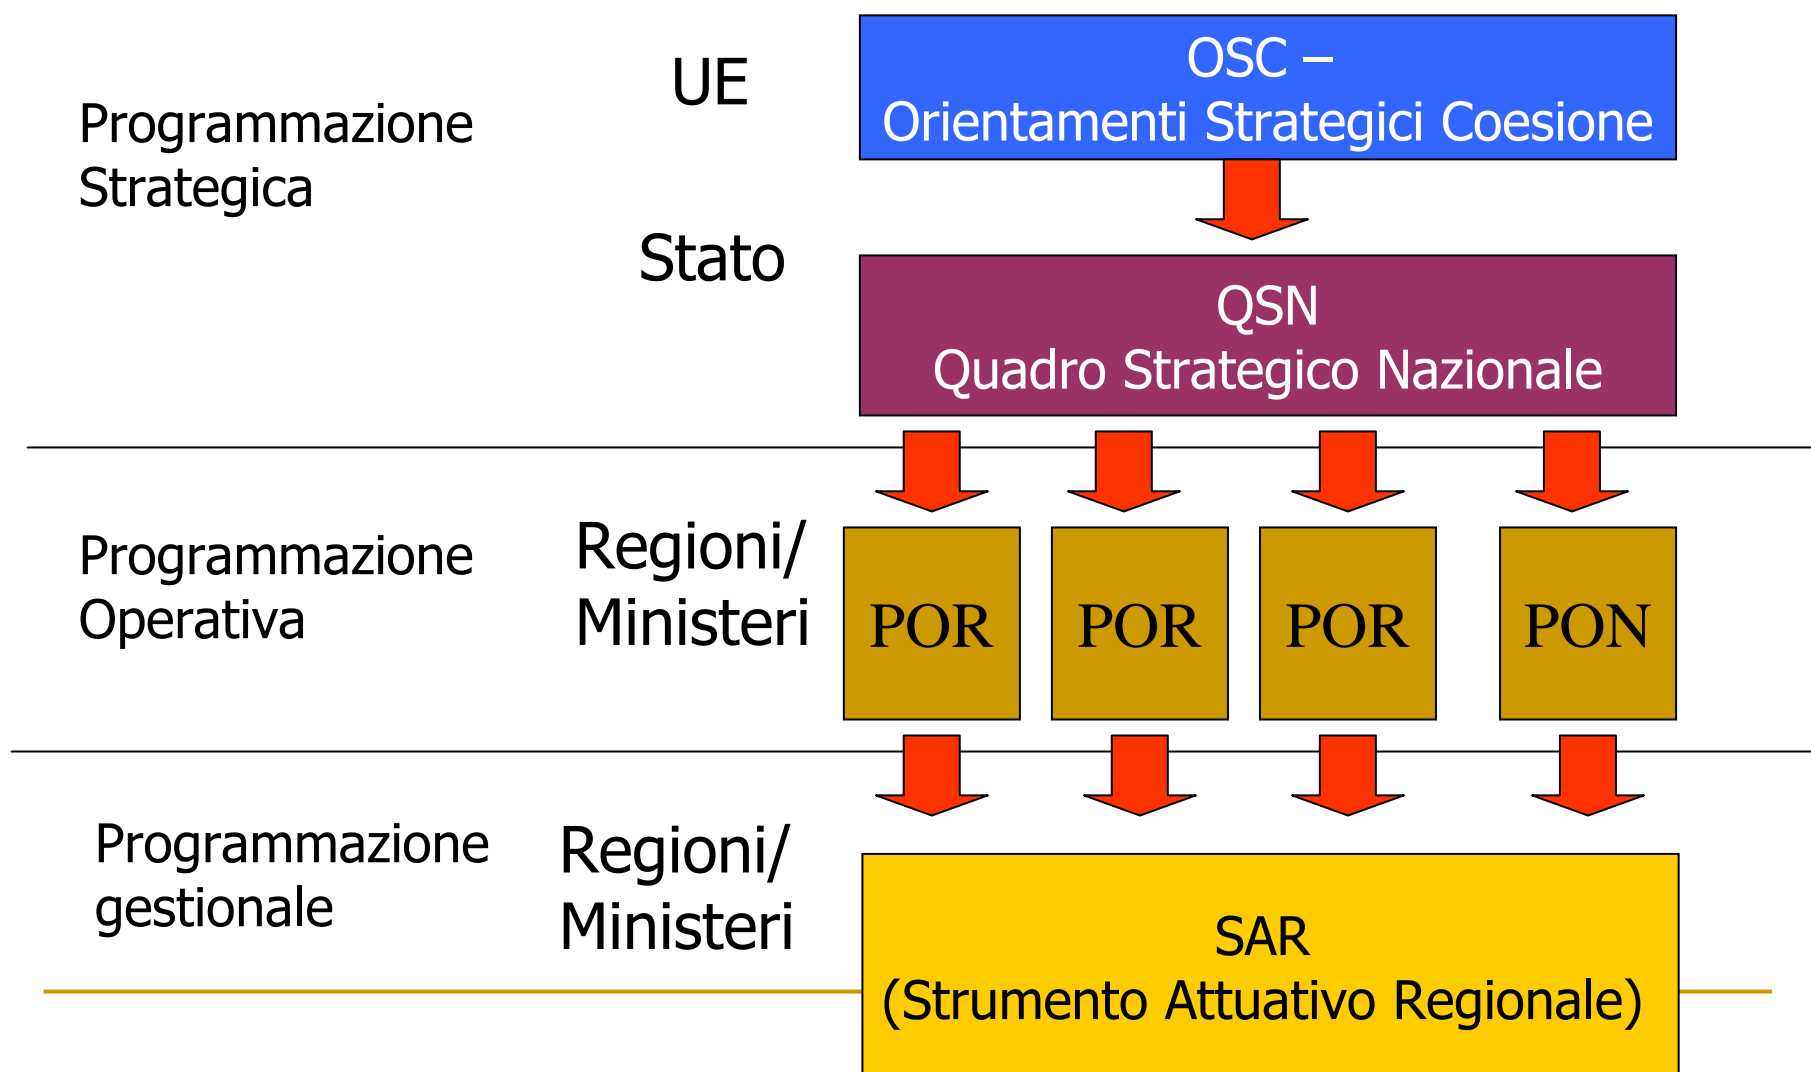 Programmazione
Strategica
UE
OSC –
Orientamenti Strategici Coesione
Stato
QSN
Quadro Strategico Nazionale
Programmazione
Operativa
Regioni/
Ministeri
POR
POR
POR
PON
Programmazione
gestionale
Regioni/
Ministeri
SAR
(Strumento Attuativo Regionale)